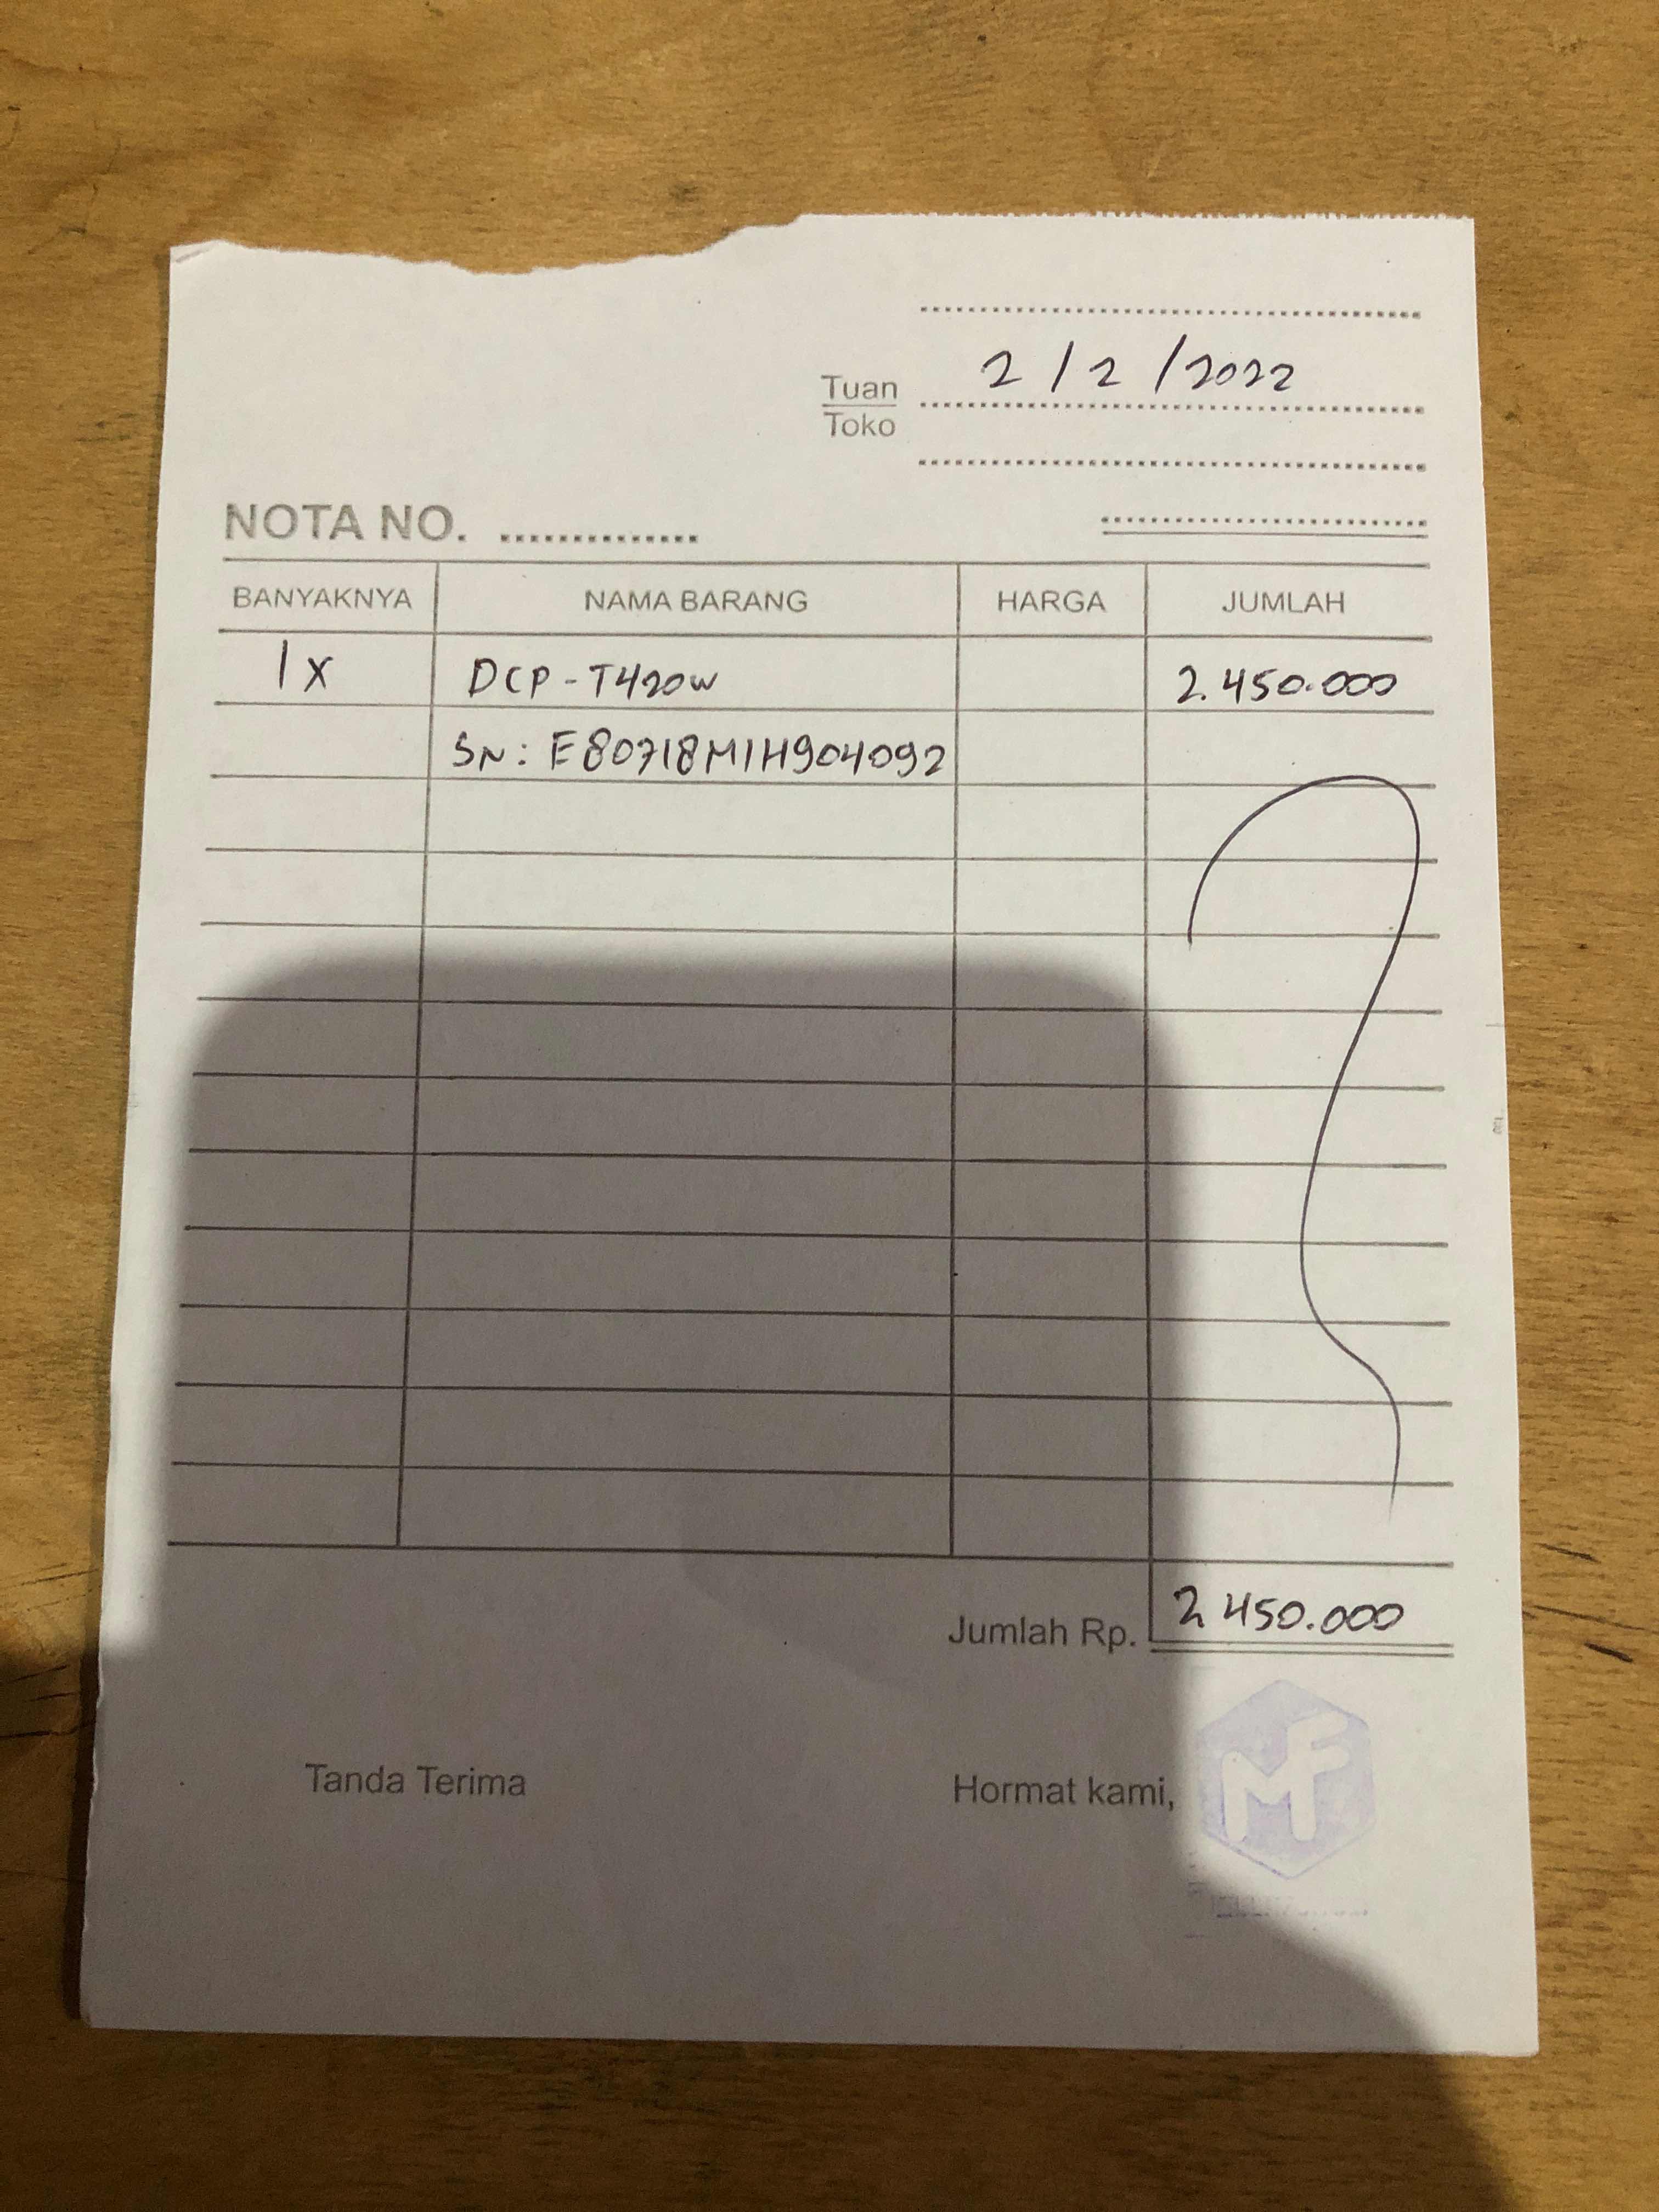 2/2/2022
Tuan
Toko
NOTA NO.
BANYAKNYA NAMA BARANG HARGA JUMLAH
1x DCP-T420W 2.450.000
SN: E80718M1H904092
Jumlah Rp. 2 450.000
Tanda Terima Hormat kami,
MF